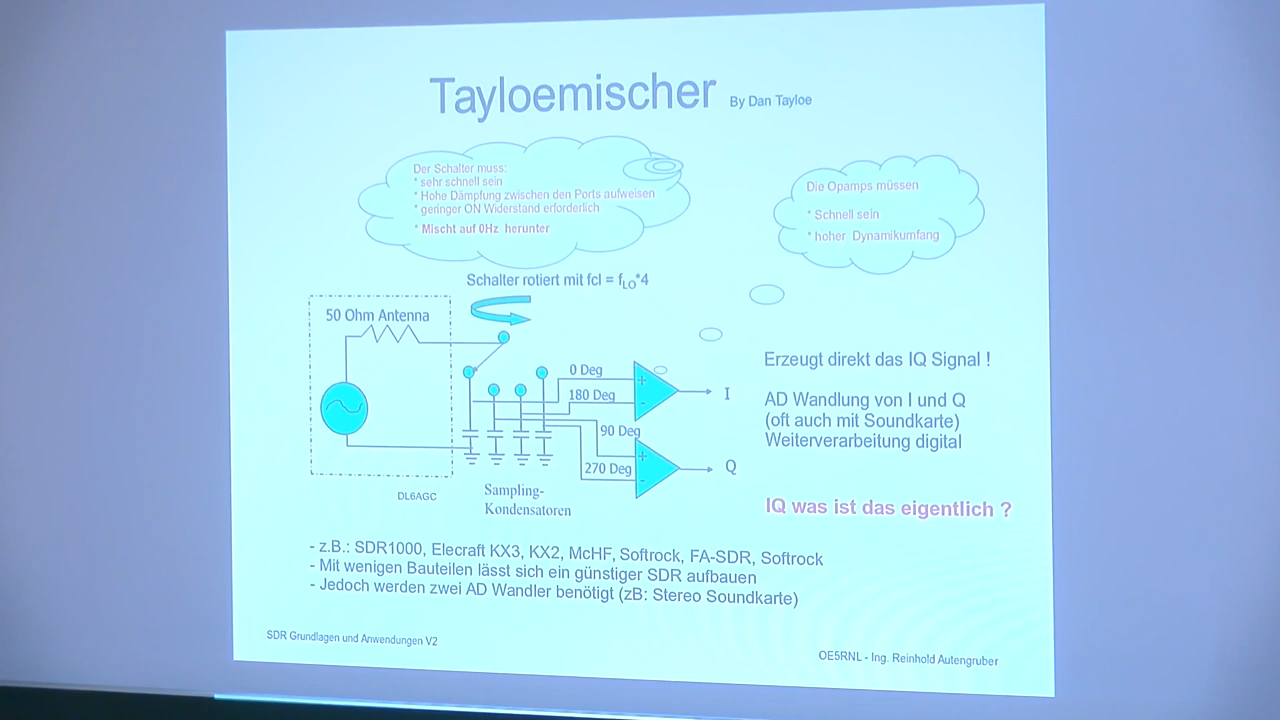 Tayloemischer By Dan Tayloe
Der Schalter muss:
* sehr schnell sein
* Hohe Dämpfung zwischen den Ports aufweisen
* geringer ON Widerstand erforderlich
* Mischt auf 0Hz herunter
Die Opamps müssen
* Schnell sein
* hoher Dynamikumfang
Schalter rotiert mit fcl = fLO*4
50 Ohm Antenna
0 Deg
180 Deg
90 Deg
270 Deg
+
-
+
-
I
Q
DL6AGC
Sampling-
Kondensatoren
Erzeugt direkt das IQ Signal !
AD Wandlung von I und Q
(oft auch mit Soundkarte)
Weiterverarbeitung digital
IQ was ist das eigentlich ?
- z.B.: SDR1000, Elecraft KX3, KX2, McHF, Softrock, FA-SDR, Softrock
- Mit wenigen Bauteilen lässt sich ein günstiger SDR aufbauen
- Jedoch werden zwei AD Wandler benötigt (zB: Stereo Soundkarte)
SDR Grundlagen und Anwendungen V2
OE5RNL - Ing. Reinhold Autengruber